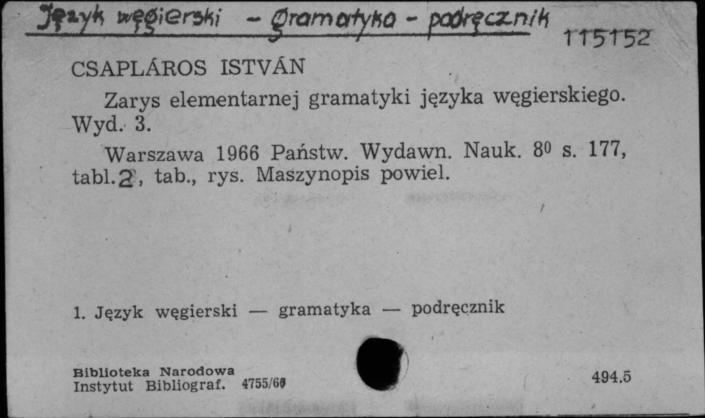 Język węgierski - gramatyka - podręcznik
115152
CSAPLÁROS ISTVÁN
Zarys elementarnej gramatyki języka węgierskiego.
Wyd. 3.
Warszawa 1966 Państw. Wydawn. Nauk. 8⁰ s. 177,
tabl. 2, tab., rys. Maszynopis powiel.
1. Język węgierski — gramatyka — podręcznik
Biblioteka Narodowa
Instytut Bibliograf. 4755/66
494.5